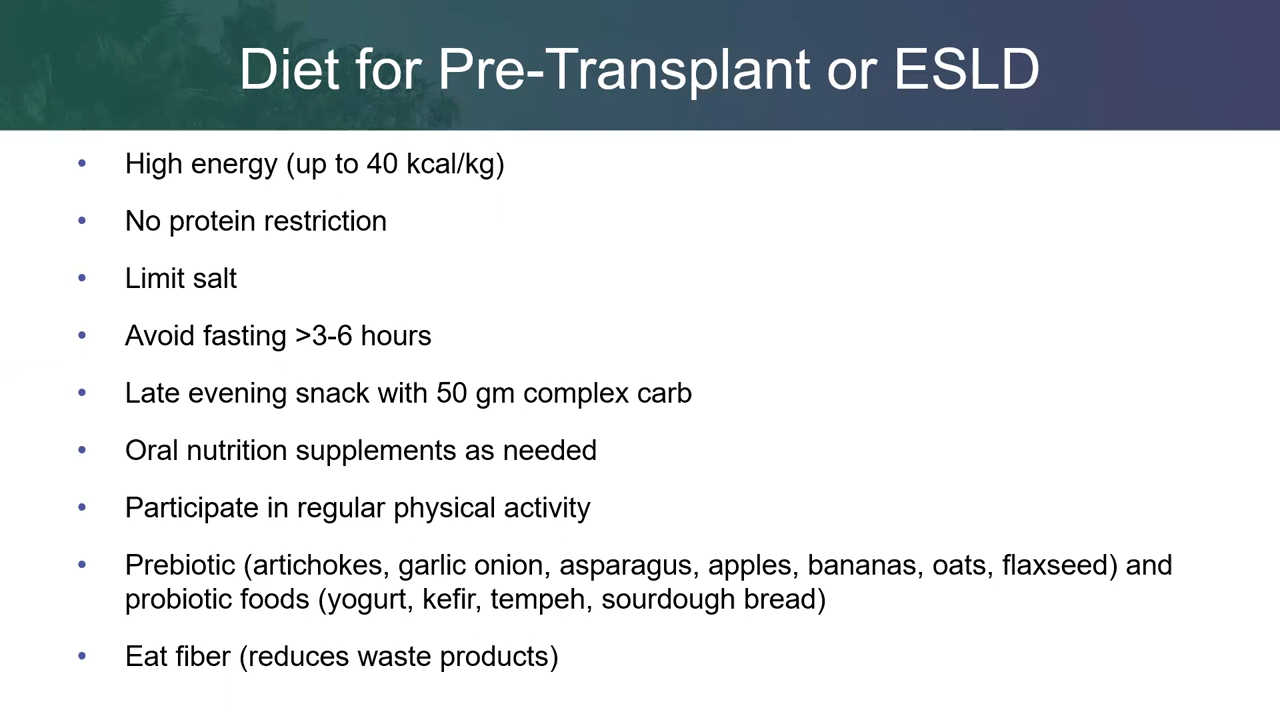 Diet for Pre-Transplant or ESLD
• High energy (up to 40 kcal/kg)
• No protein restriction
• Limit salt
• Avoid fasting >3-6 hours
• Late evening snack with 50 gm complex carb
• Oral nutrition supplements as needed
• Participate in regular physical activity
• Prebiotic (artichokes, garlic onion, asparagus, apples, bananas, oats, flaxseed) and
probiotic foods (yogurt, kefir, tempeh, sourdough bread)
• Eat fiber (reduces waste products)